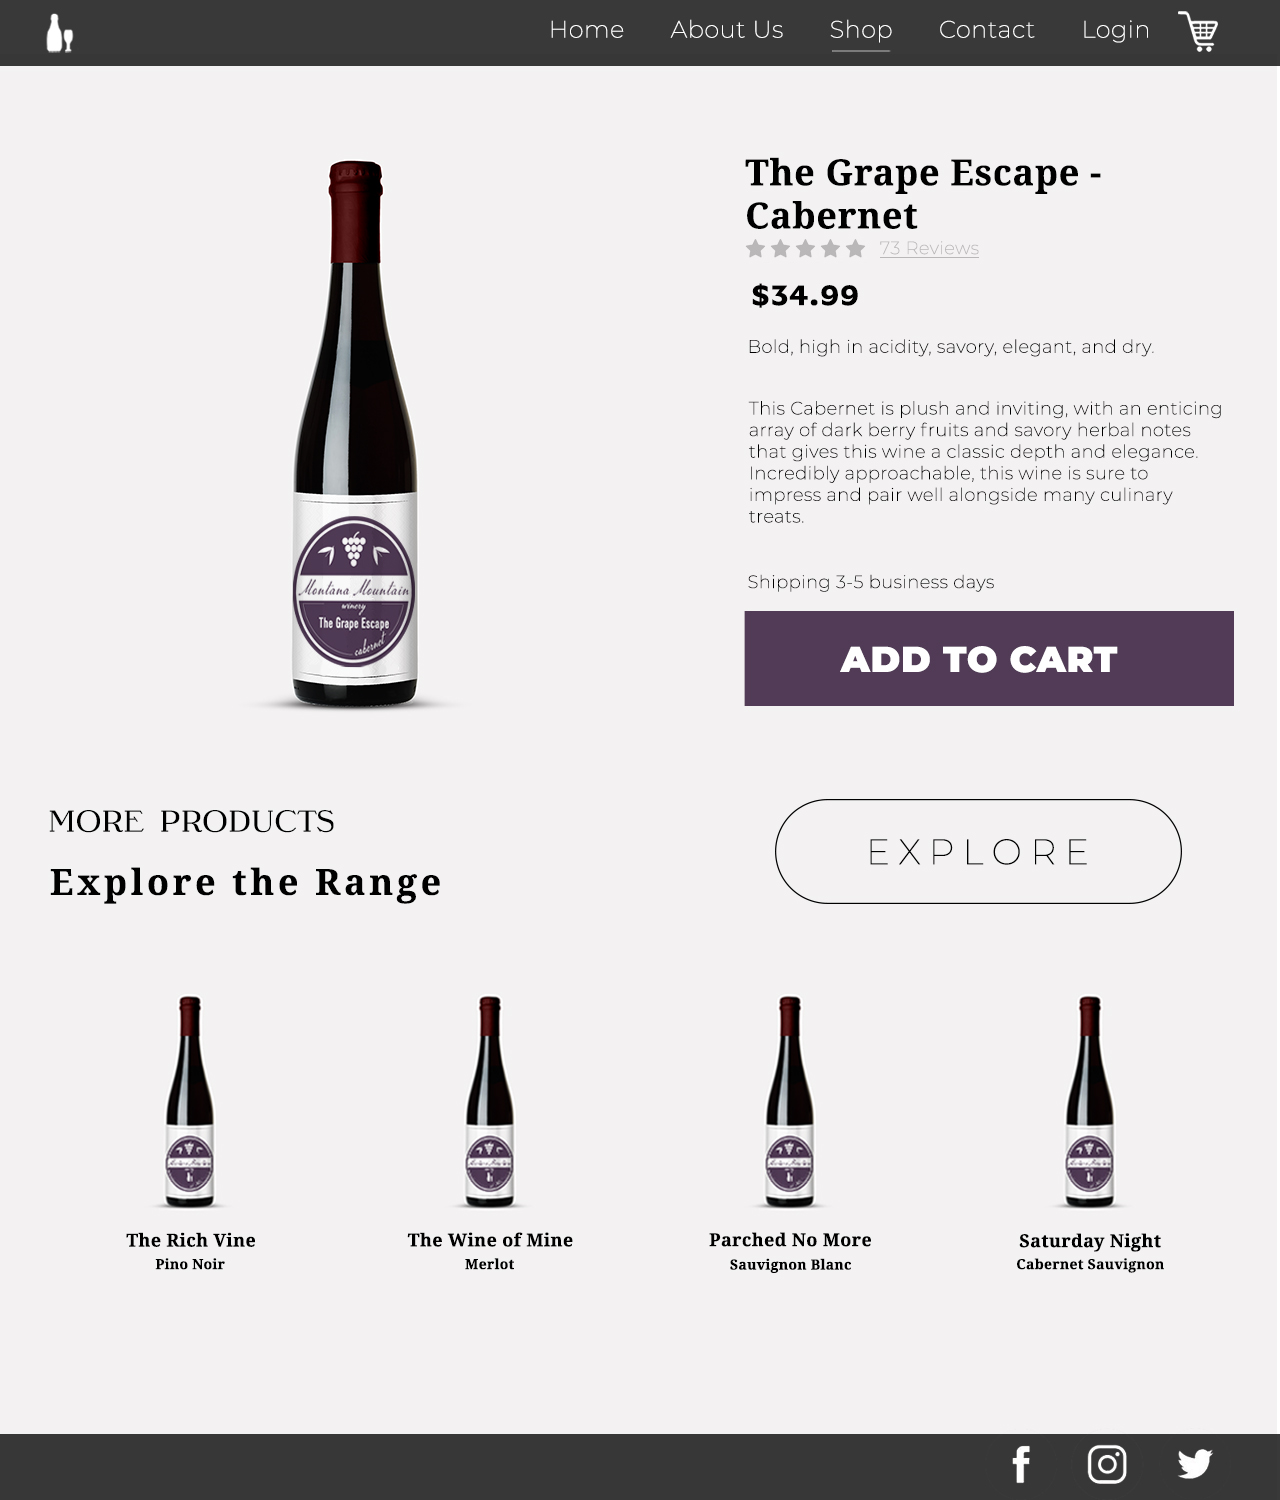 Home About Us Shop Contact Login
The Grape Escape -
Cabernet
73 Reviews
$34.99
Bold, high in acidity, savory, elegant, and dry.
This Cabernet is plush and inviting, with an enticing
array of dark berry fruits and savory herbal notes
that gives this wine a classic depth and elegance.
Incredibly approachable, this wine is sure to
impress and pair well alongside many culinary
treats.
Shipping 3-5 business days
ADD TO CART
Montana Mountain
winery
The Grape Escape
cabernet
MORE PRODUCTS
Explore the Range
EXPLORE
The Rich Vine
Pino Noir
The Wine of Mine
Merlot
Parched No More
Sauvignon Blanc
Saturday Night
Cabernet Sauvignon